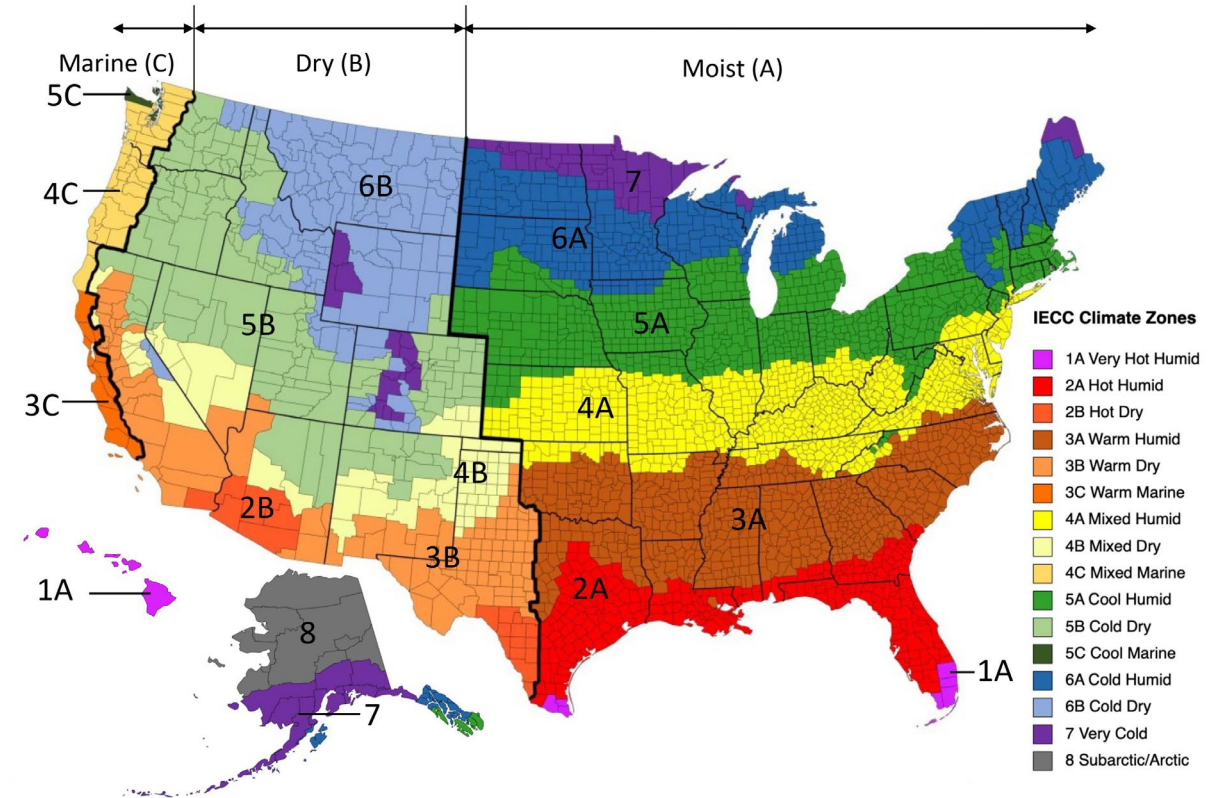 Marine (C)
Dry (B)
Moist (A)
5C
4C
6B
7
6A
5B
5A
IECC Climate Zones
1A Very Hot Humid
2A Hot Humid
2B Hot Dry
3A Warm Humid
3B Warm Dry
3C Warm Marine
4A Mixed Humid
4B Mixed Dry
4C Mixed Marine
5A Cool Humid
5B Cold Dry
5C Cool Marine
6A Cold Humid
6B Cold Dry
7 Very Cold
8 Subarctic/Arctic
3C
4A
4B
2B
3A
3B
2A
1A
8
1A
7